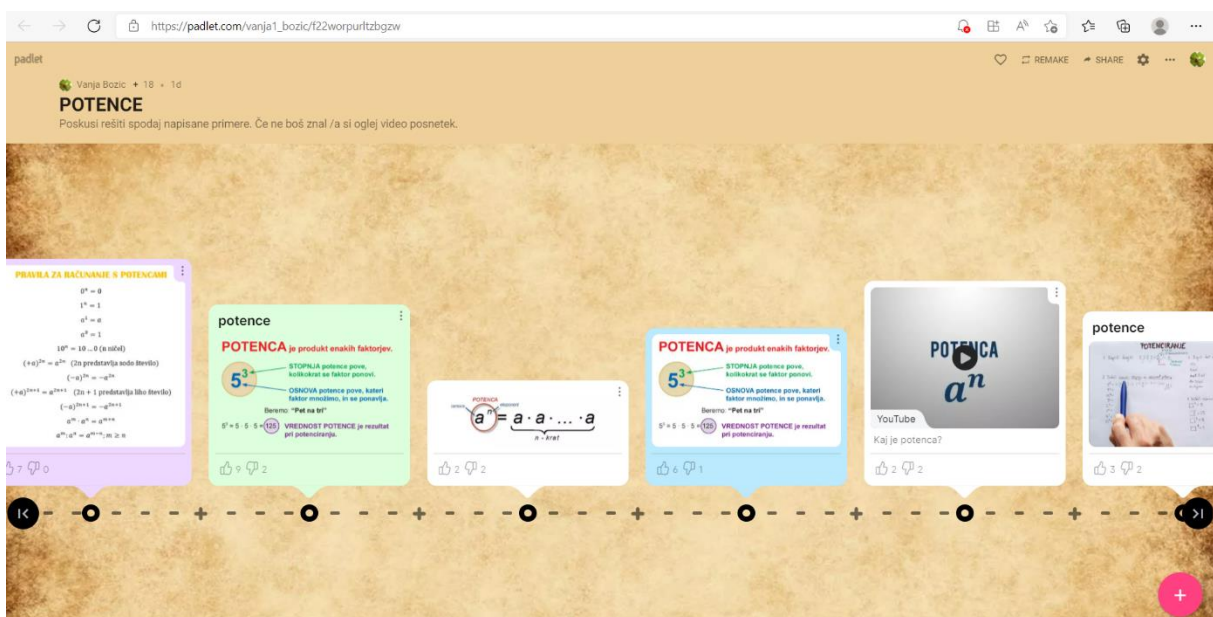 https://padlet.com/vanja1_bozic/f22worpurltzbgzw
padlet
REMAKE
SHARE
Vanja Bozic + 18 • 1d
POTENCE
Poskusi rešiti spodaj napisane primere. Če ne boš znal /a si oglej video posnetek.
PRAVILA ZA RAČUNANJE S POTENCAMI
0ⁿ = 0
1ⁿ = 1
a¹ = a
a⁰ = 1
10ⁿ = 10 ...0 (n ničel)
(+a)²ⁿ = a²ⁿ (2n predstavlja sodo število)
(−a)²ⁿ = −a²ⁿ
(+a)²ⁿ⁺¹ = a²ⁿ⁺¹ (2n + 1 predstavlja liho število)
(−a)²ⁿ⁺¹ = −a²ⁿ⁺¹
aᵐ · aⁿ = aᵐ⁺ⁿ
aᵐ: aⁿ = aᵐ⁻ⁿ; m ≥ n
7 0
potence
POTENCA je produkt enakih faktorjev.
5³
STOPNJA potence pove,
kolikokrat se faktor ponovi.
OSNOVA potence pove, kateri
faktor množimo, in se ponavlja.
Beremo: "Pet na tri"
5³ = 5 · 5 · 5 = 125
VREDNOST POTENCE je rezultat
pri potenciranju.
9 2
POTENCA
osnova
eksponent
aⁿ = a · a · ... · a
n - krat
2 2
POTENCA je produkt enakih faktorjev.
5³
STOPNJA potence pove,
kolikokrat se faktor ponovi.
OSNOVA potence pove, kateri
faktor množimo, in se ponavlja.
Beremo: "Pet na tri"
5³ = 5 · 5 · 5 = 125
VREDNOST POTENCE je rezultat
pri potenciranju.
6 1
POTENCA
aⁿ
YouTube
Kaj je potenca?
2 2
potence
POTENCIRANJE
3 2